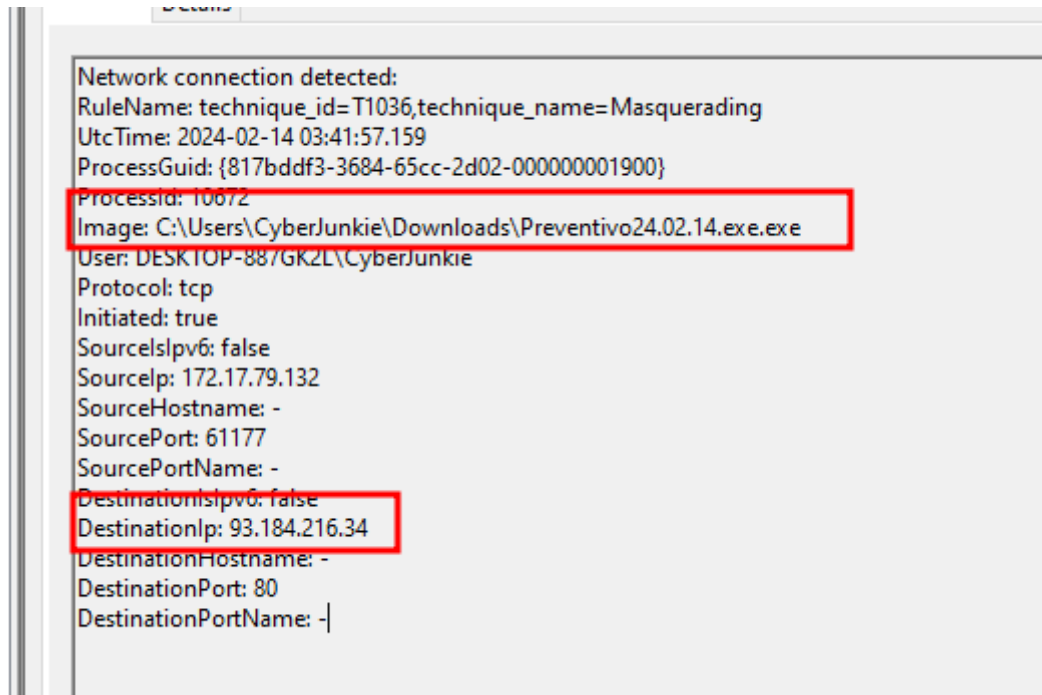 Details
Network connection detected:
RuleName: technique_id=T1036,technique_name=Masquerading
UtcTime: 2024-02-14 03:41:57.159
ProcessGuid: {817bddf3-3684-65cc-2d02-000000001900}
ProcessId: 10672
Image: C:\Users\CyberJunkie\Downloads\Preventivo24.02.14.exe.exe
User: DESKTOP-887GK2L\CyberJunkie
Protocol: tcp
Initiated: true
SourceIsIpv6: false
SourceIp: 172.17.79.132
SourceHostname: -
SourcePort: 61177
SourcePortName: -
DestinationIsIpv6: false
DestinationIp: 93.184.216.34
DestinationHostname: -
DestinationPort: 80
DestinationPortName: -